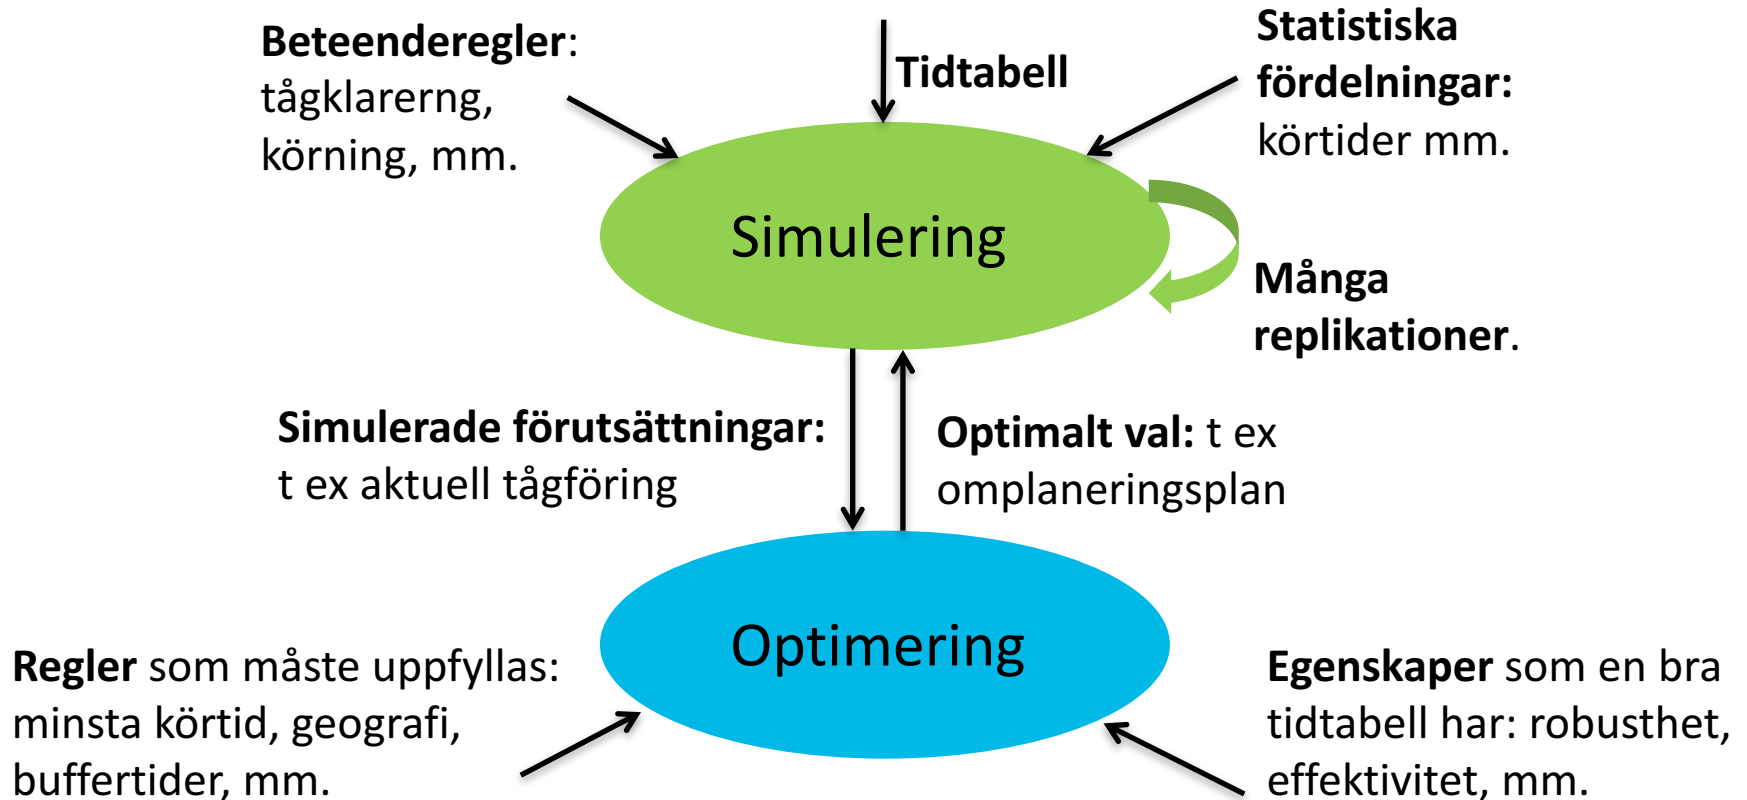 Beteenderegler:
tågklarerng,
körning, mm.
Tidtabell
Statistiska
fördelningar:
körtider mm.
Simulering
Många
replikationer.
Simulerade förutsättningar:
t ex aktuell tågföring
Optimalt val: t ex
omplaneringsplan
Optimering
Regler som måste uppfyllas:
minsta körtid, geografi,
buffertider, mm.
Egenskaper som en bra
tidtabell har: robusthet,
effektivitet, mm.